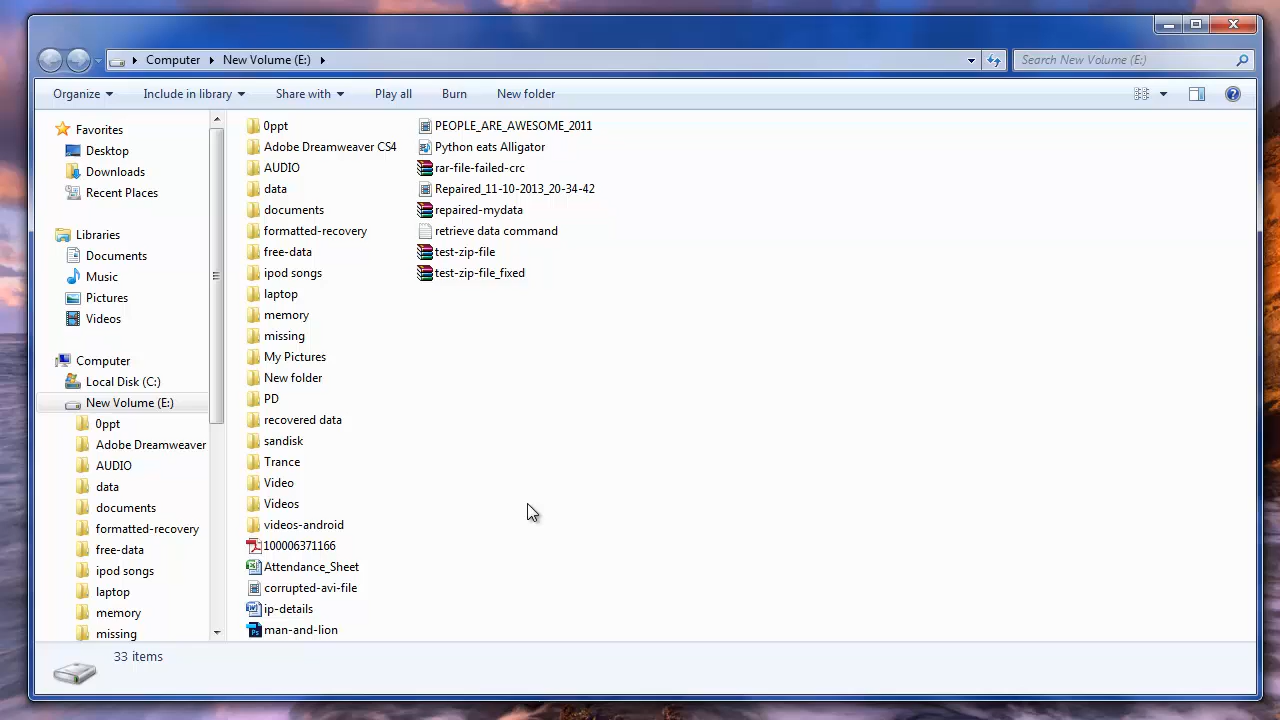 Computer New Volume (E:)
Search New Volume (E:)
Organize Include in library Share with Play all Burn New folder
Favorites
Desktop
Downloads
Recent Places
Libraries
Documents
Music
Pictures
Videos
Computer
Local Disk (C:)
New Volume (E:)
0ppt
Adobe Dreamweaver
AUDIO
data
documents
formatted-recovery
free-data
ipod songs
laptop
memory
missing
0ppt
Adobe Dreamweaver CS4
AUDIO
data
documents
formatted-recovery
free-data
ipod songs
laptop
memory
missing
My Pictures
New folder
PD
recovered data
sandisk
Trance
Video
Videos
videos-android
100006371166
Attendance_Sheet
corrupted-avi-file
ip-details
man-and-lion
PEOPLE_ARE_AWESOME_2011
Python eats Alligator
rar-file-failed-crc
Repaired_11-10-2013_20-34-42
repaired-mydata
retrieve data command
test-zip-file
test-zip-file_fixed
33 items